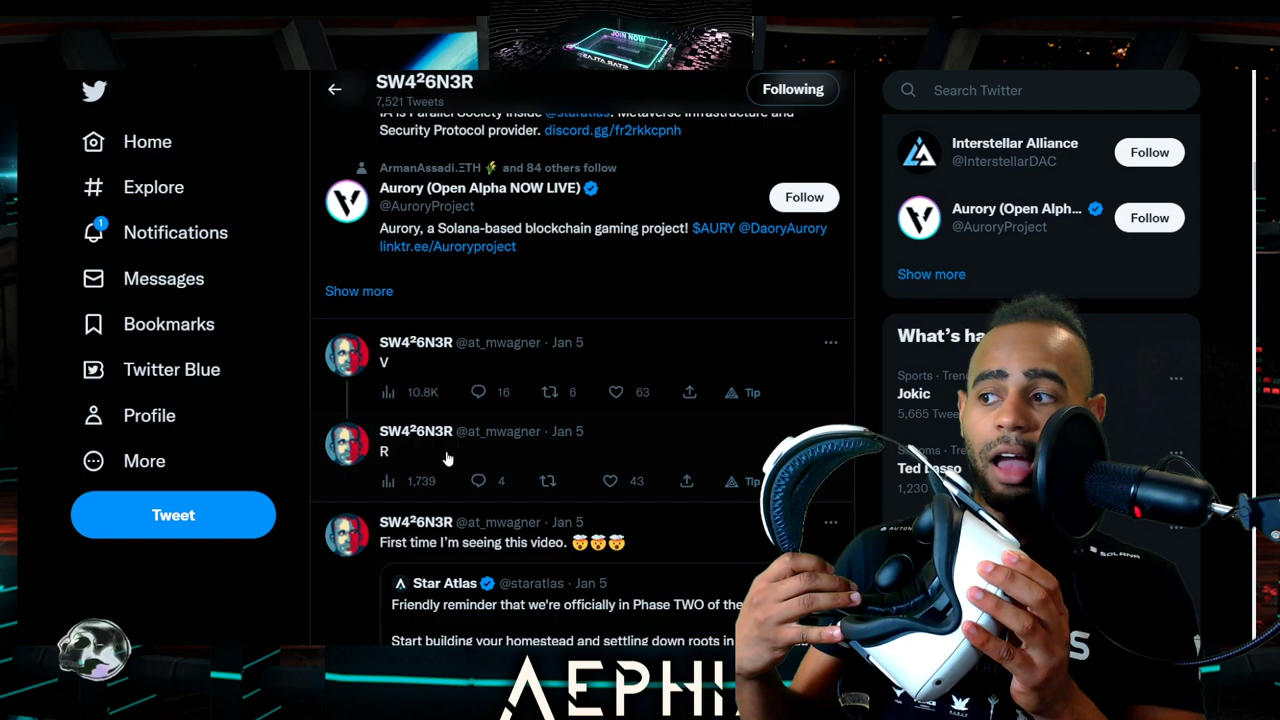 JOIN NOW
STAR ATLAS
SW4²6N3R
7,521 Tweets
Following
Search Twitter
Home
Explore
1
Notifications
Messages
Bookmarks
Twitter Blue
Profile
More
Tweet
IA is Parallel Society inside @staratlas. Metaverse Infrastructure and
Security Protocol provider. discord.gg/fr2rkkcpnh
ArmanAssadi.ΞTH ⚡ and 84 others follow
Aurory (Open Alpha NOW LIVE)
@AuroryProject
Follow
Aurory, a Solana-based blockchain gaming project! $AURY @DaoryAurory
linktr.ee/Auroryproject
Show more
SW4²6N3R @at_mwagner · Jan 5
V
10.8K 16 6 63 Tip
SW4²6N3R @at_mwagner · Jan 5
R
1,739 4 43 Tip
SW4²6N3R @at_mwagner · Jan 5
First time I'm seeing this video. 🤯🤯🤯
Star Atlas @staratlas · Jan 5
Friendly reminder that we're officially in Phase TWO of the
Start building your homestead and settling down roots in
Interstellar Alliance
@InterstellarDAC
Follow
Aurory (Open Alph...
@AuroryProject
Follow
Show more
What's ha
Sports · Tren
Jokic
5,665 Twee
Tre
Ted Lasso
1,230
SOLANA
AEPHI